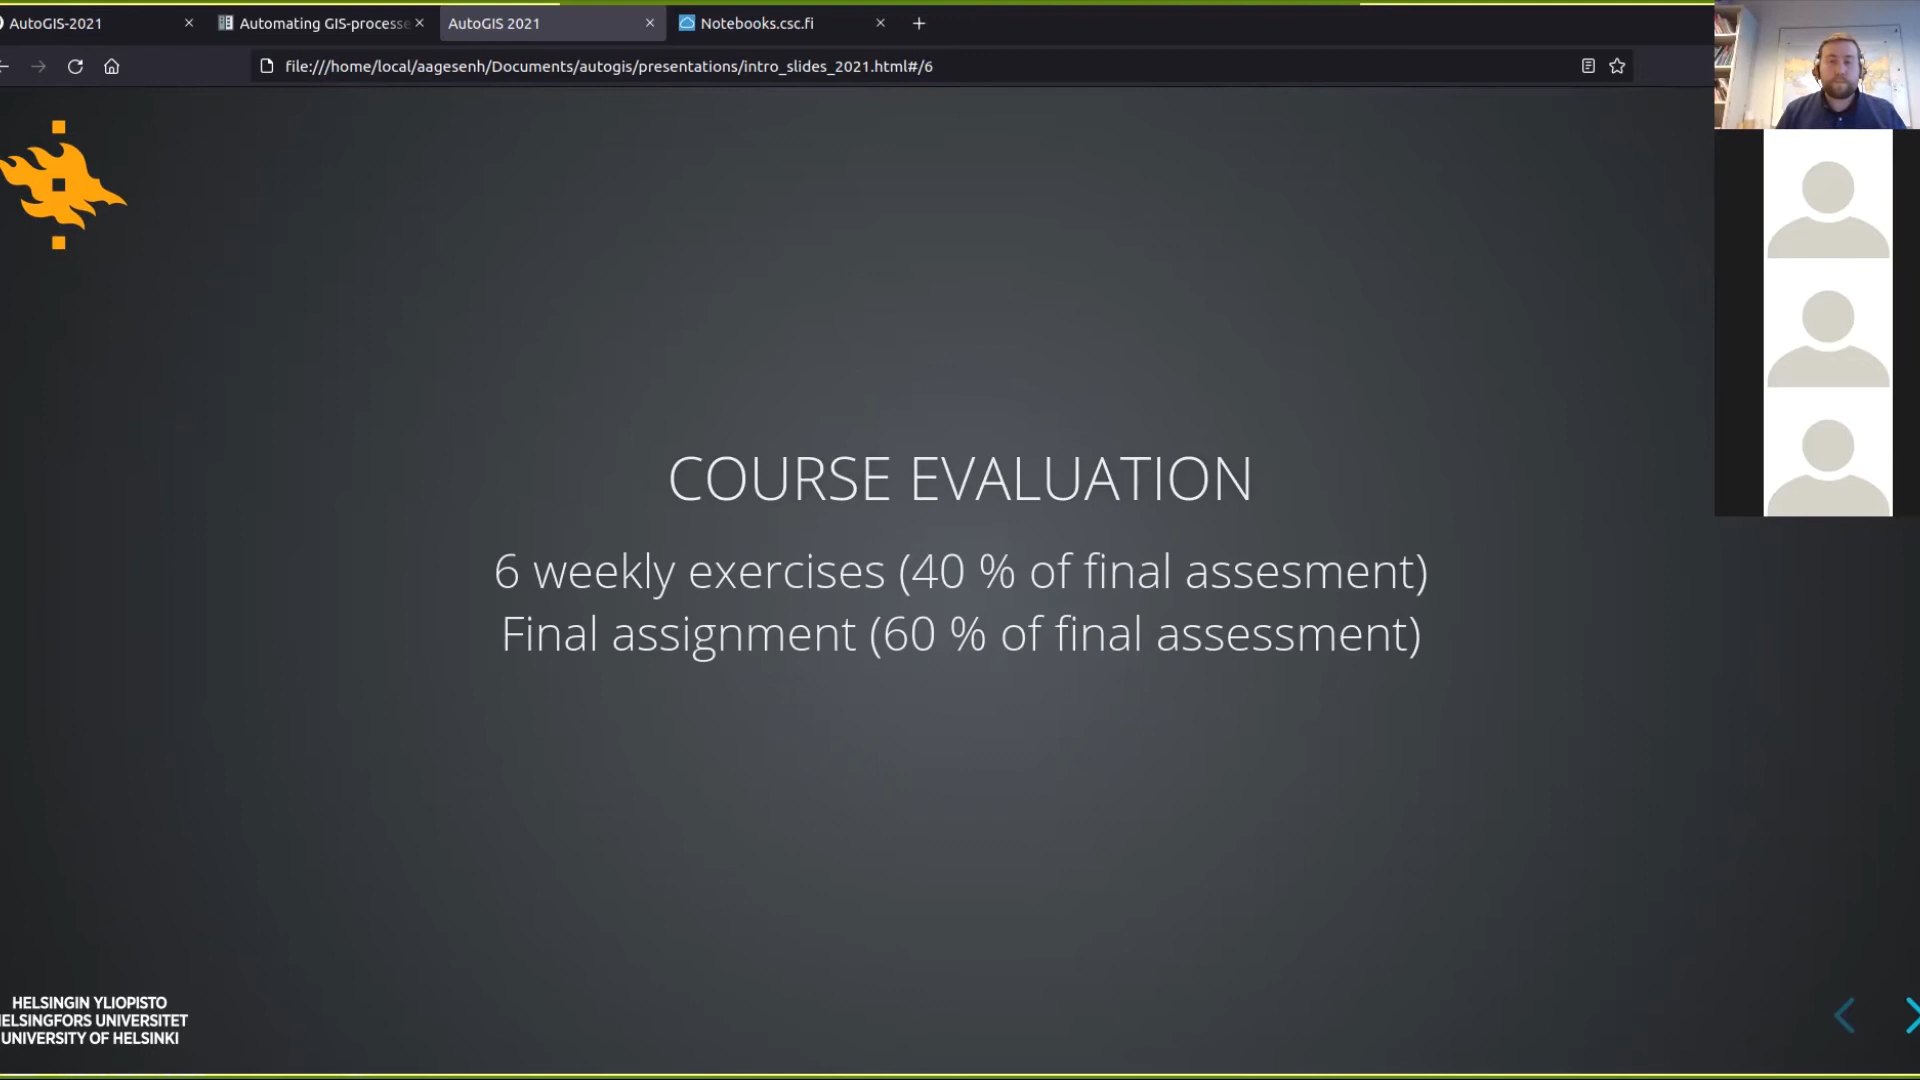 AutoGIS-2021
Automating GIS-processe
AutoGIS 2021
Notebooks.csc.fi
file:///home/local/aagesenh/Documents/autogis/presentations/intro_slides_2021.html#/6
COURSE EVALUATION
6 weekly exercises (40 % of final assesment)
Final assignment (60 % of final assessment)
HELSINGIN YLIOPISTO
HELSINGFORS UNIVERSITET
UNIVERSITY OF HELSINKI